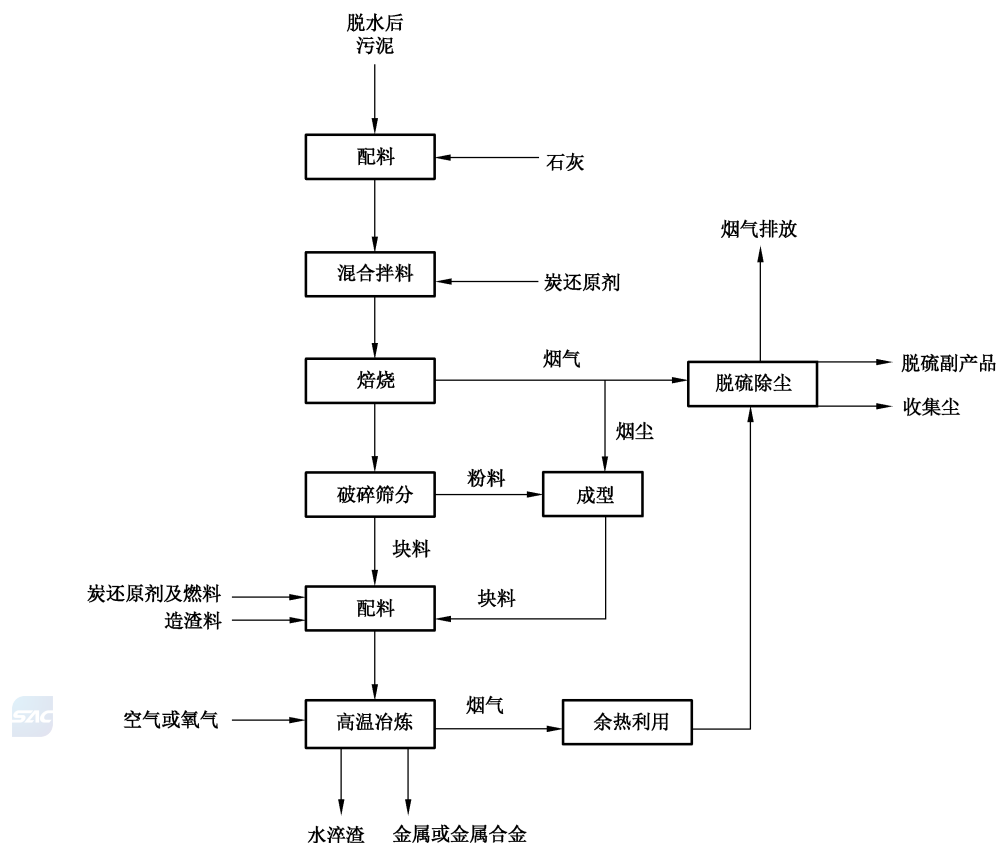 脱水后
污泥
配料
石灰
烟气排放
混合拌料
炭还原剂
烟气
焙烧
脱硫除尘
脱硫副产品
收集尘
烟尘
粉料
破碎筛分
成型
块料
炭还原剂及燃料
块料
配料
造渣料
烟气
空气或氧气
高温冶炼
余热利用
SAC
水淬渣
金属或金属合金